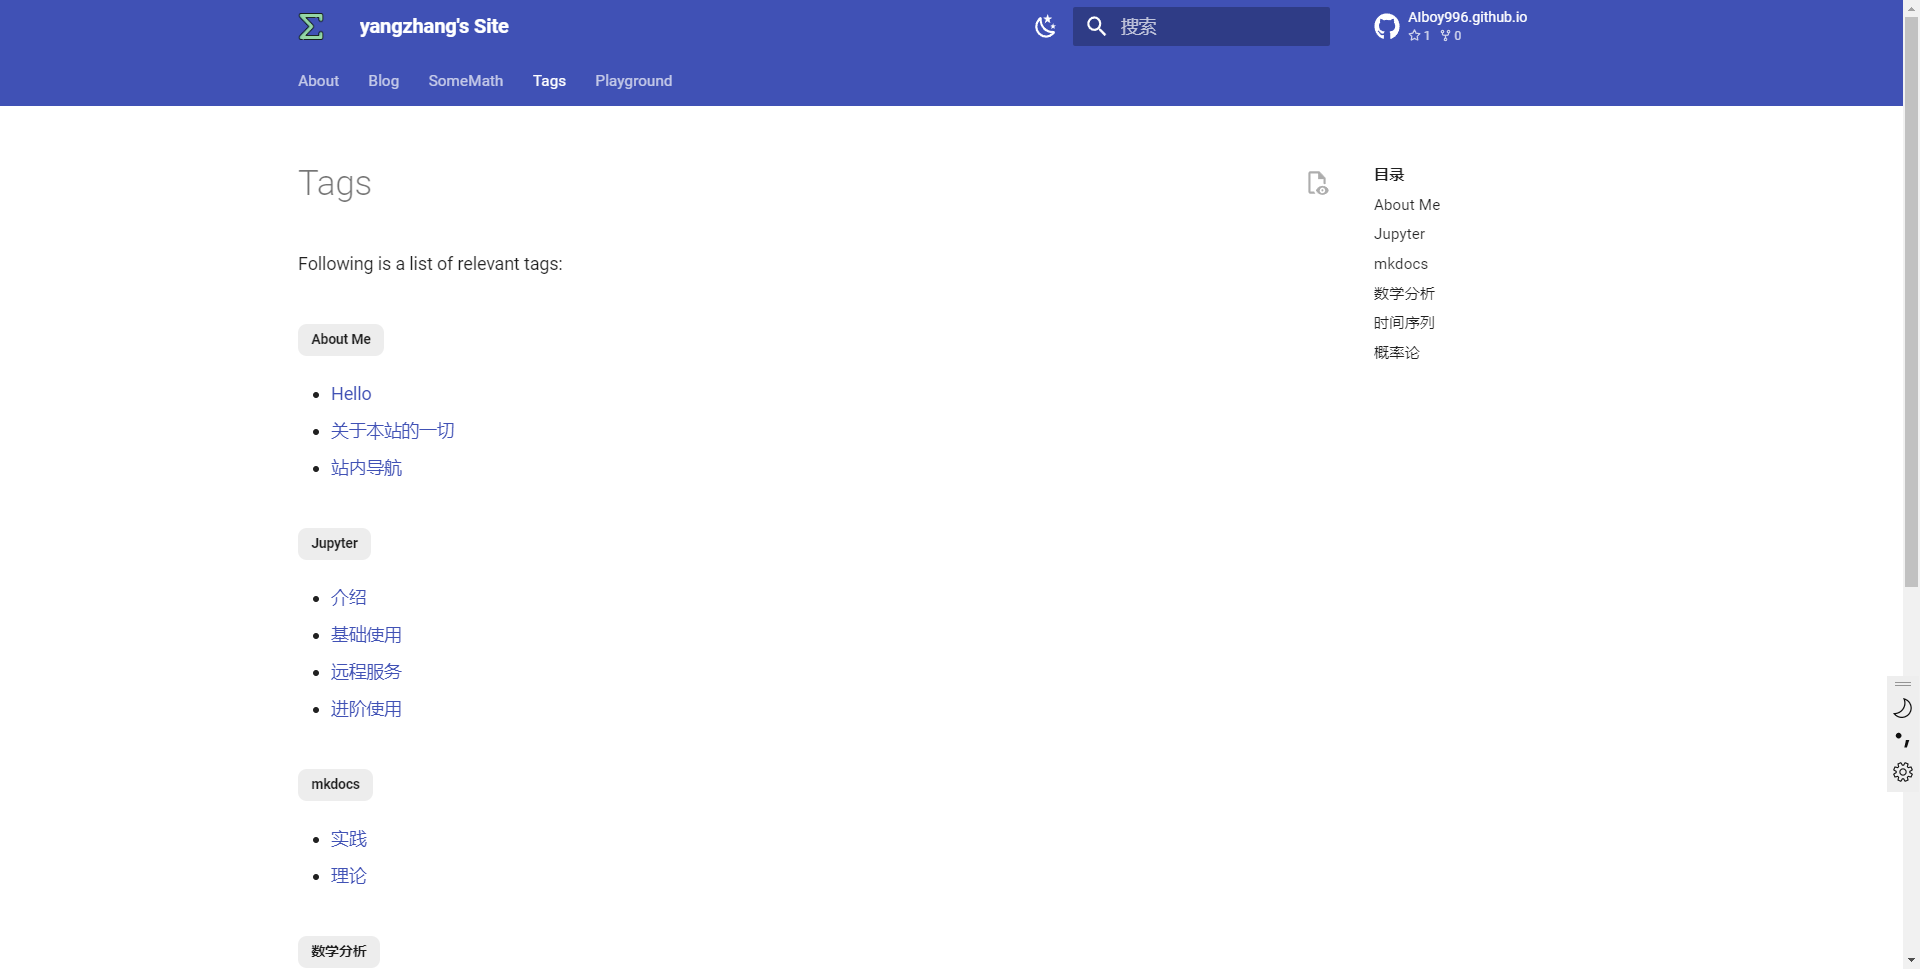 yangzhang's Site
搜索
AIboy996.github.io
1 0
About Blog SomeMath Tags Playground
Tags
Following is a list of relevant tags:
About Me
Hello
关于本站的一切
站内导航
Jupyter
介绍
基础使用
远程服务
进阶使用
mkdocs
实践
理论
数学分析
目录
About Me
Jupyter
mkdocs
数学分析
时间序列
概率论